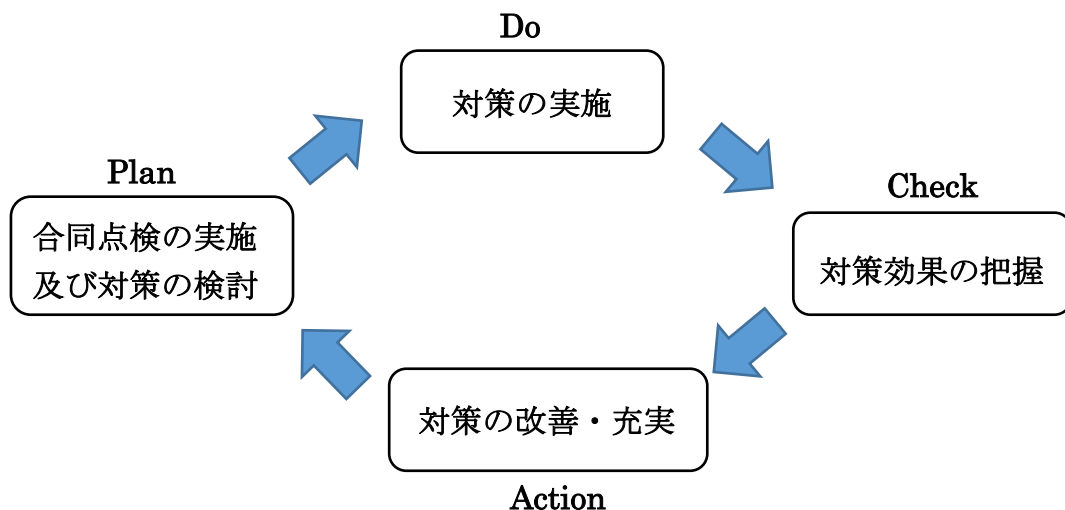 Do
対策の実施
Plan
合同点検の実施
及び対策の検討
Check
対策効果の把握
対策の改善・充実
Action